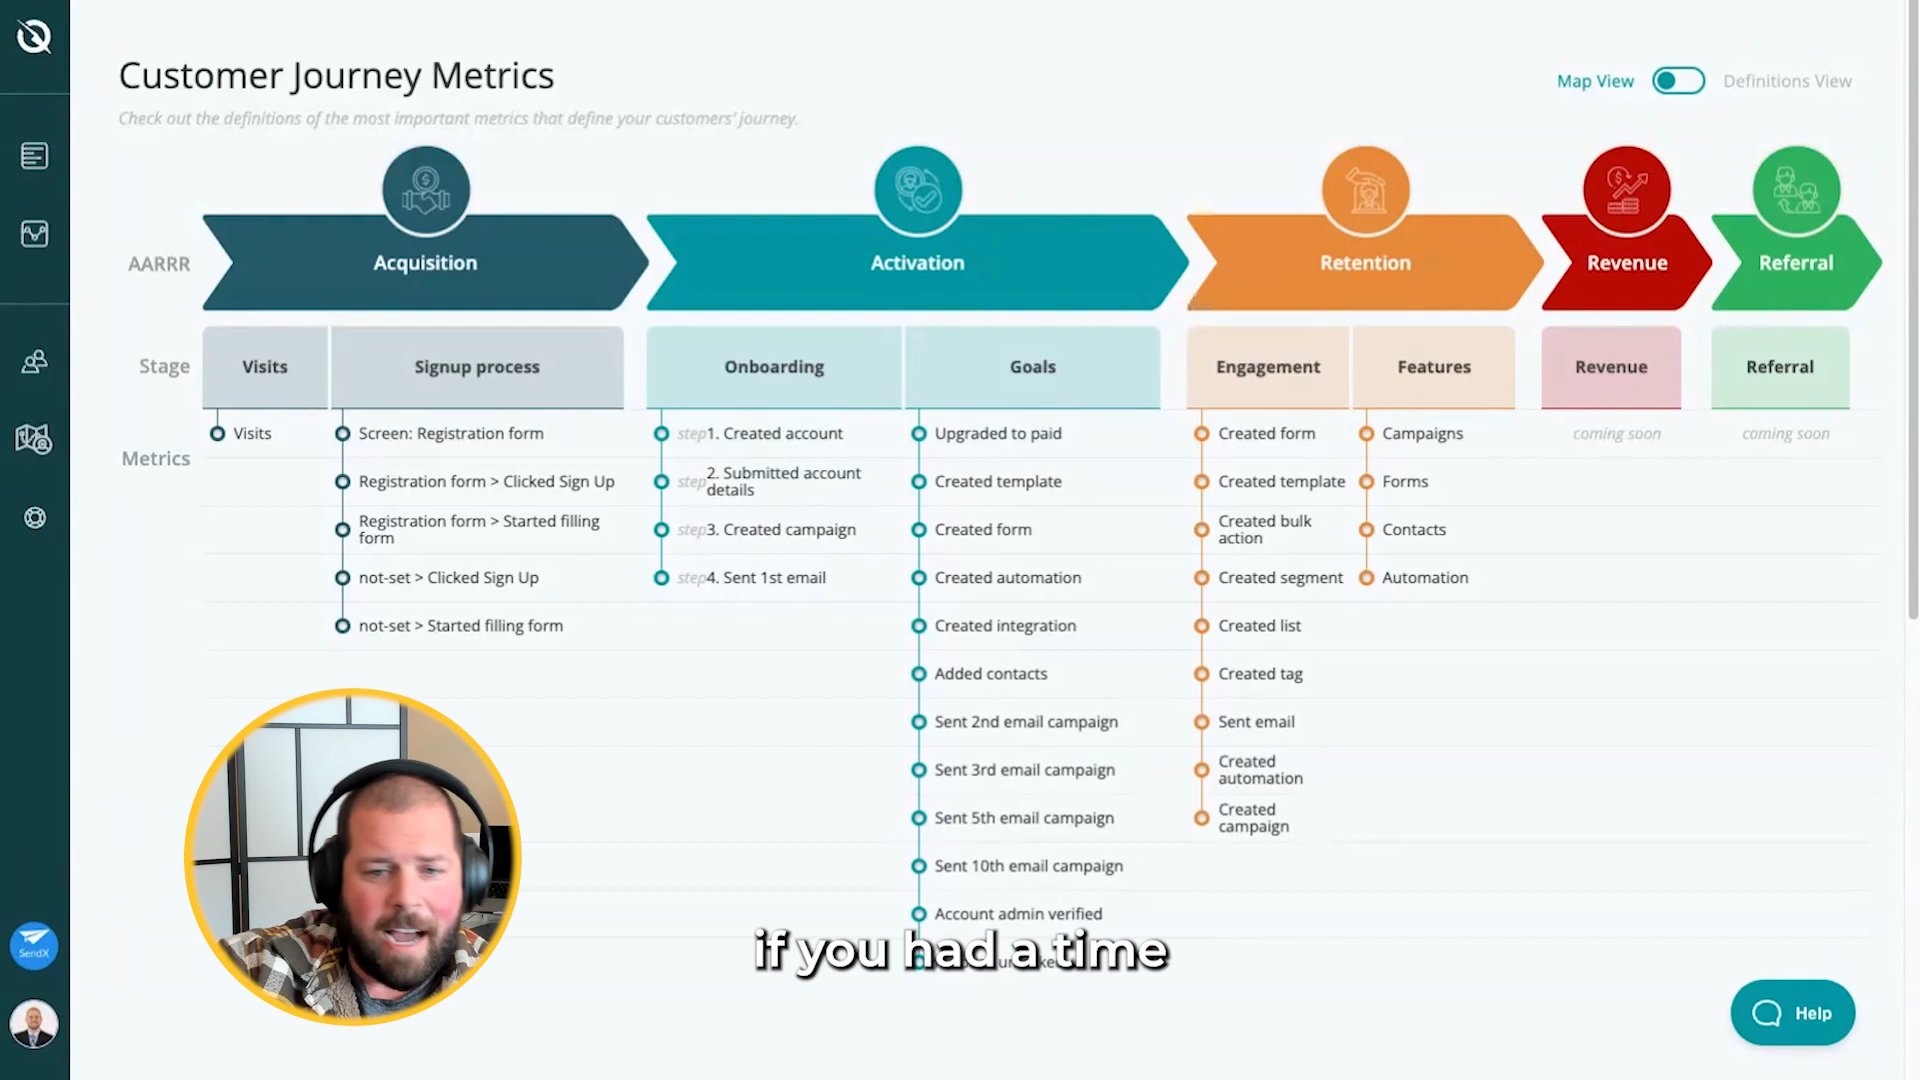 Customer Journey Metrics
Check out the definitions of the most important metrics that define your customers' journey.
Map View
Definitions View
AARRR
Acquisition
Activation
Retention
Revenue
Referral
Stage
Visits
Signup process
Onboarding
Goals
Engagement
Features
Revenue
Referral
Metrics
Visits
Screen: Registration form
Registration form > Clicked Sign Up
Registration form > Started filling
form
not-set > Clicked Sign Up
not-set > Started filling form
step1. Created account
step2. Submitted account
details
step3. Created campaign
step4. Sent 1st email
Upgraded to paid
Created template
Created form
Created automation
Created integration
Added contacts
Sent 2nd email campaign
Sent 3rd email campaign
Sent 5th email campaign
Sent 10th email campaign
Account admin verified
Created form
Created template
Created bulk
action
Created segment
Created list
Created tag
Sent email
Created
automation
Created
campaign
Campaigns
Forms
Contacts
Automation
coming soon
coming soon
if you had a time
SendX
Help